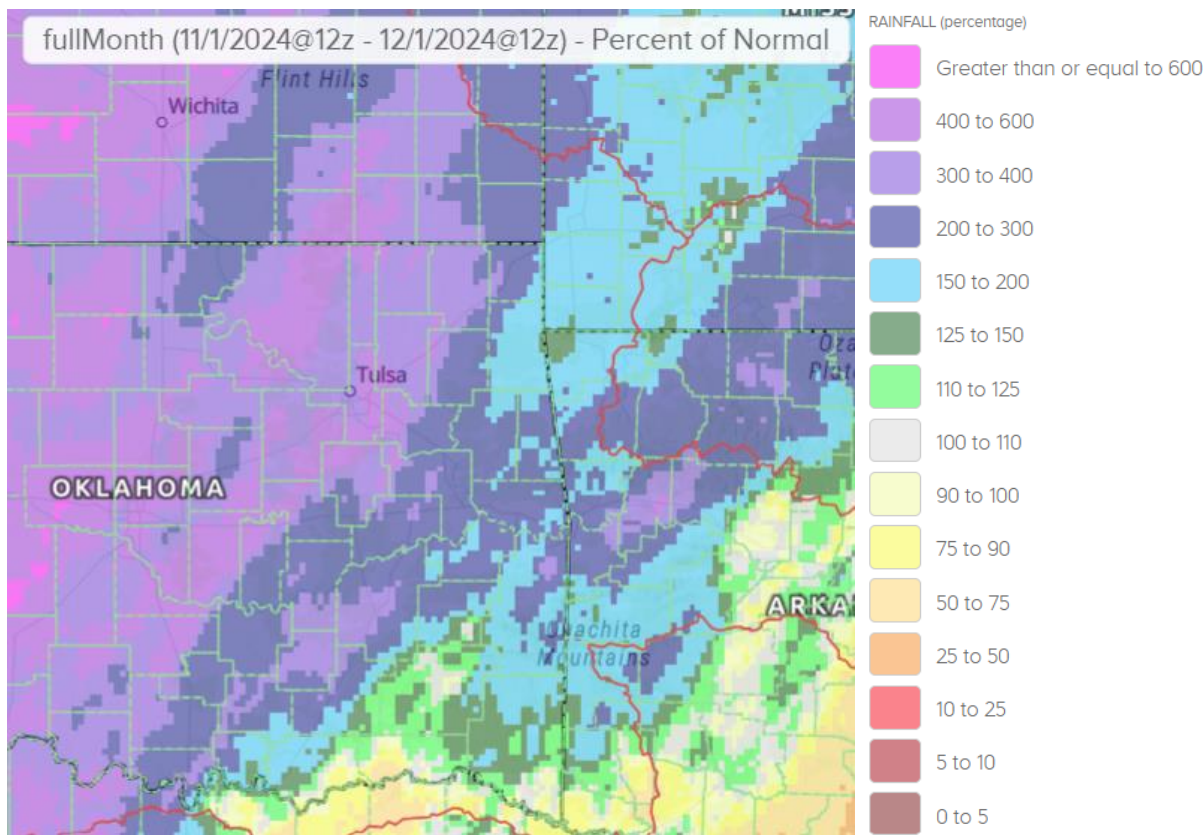 fullMonth (11/1/2024@12z - 12/1/2024@12z) - Percent of Normal
Flint Hills
Wichita
Tulsa
OKLAHOMA
Oza
Plate
ARKA
Ouachita
Mountains
RAINFALL (percentage)
Greater than or equal to 600
400 to 600
300 to 400
200 to 300
150 to 200
125 to 150
110 to 125
100 to 110
90 to 100
75 to 90
50 to 75
25 to 50
10 to 25
5 to 10
0 to 5